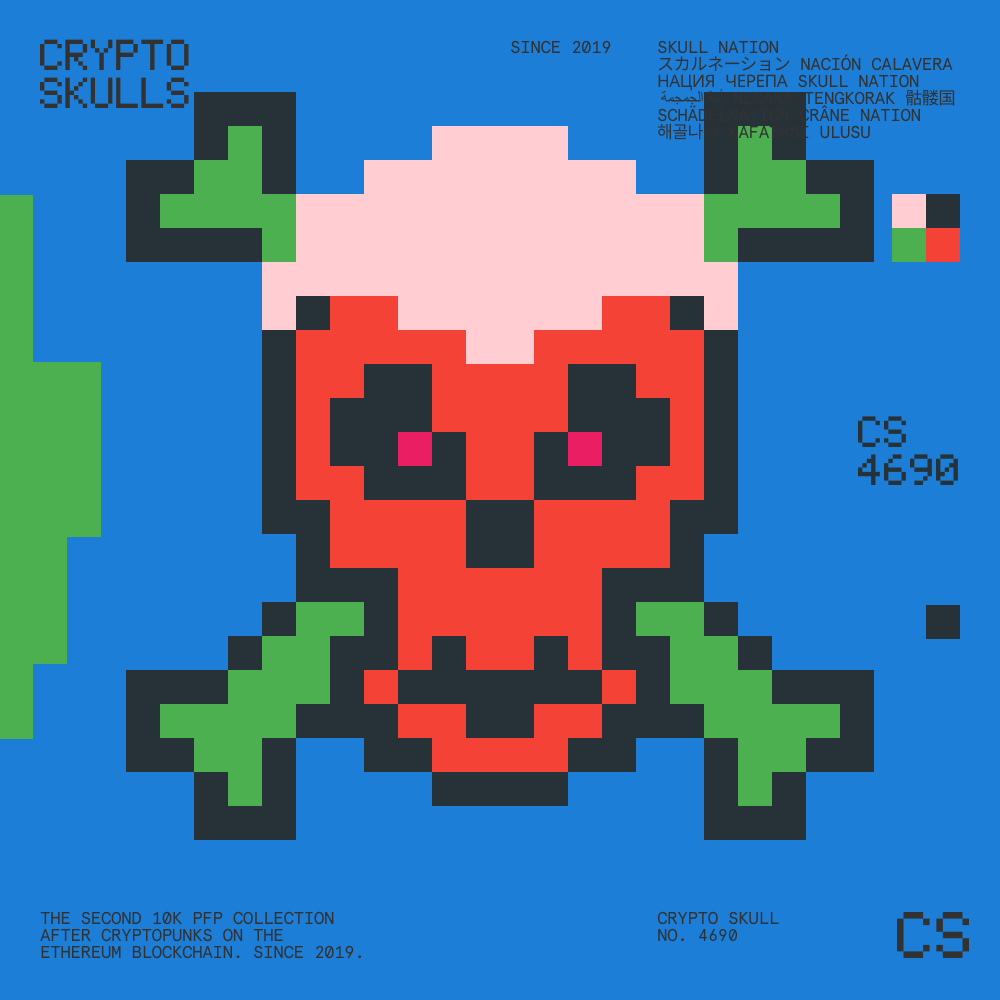 CRYPTO
SKULLS
SINCE 2019
SKULL NATION
スカルネーション NACIÓN CALAVERA
НАЦИЯ ЧЕРЕПА SKULL NATION
TENGKORAK 骷髅国
CRÂNE NATION
해골 ULUSU
CS
4690
THE SECOND 10K PFP COLLECTION
AFTER CRYPTOPUNKS ON THE
ETHEREUM BLOCKCHAIN. SINCE 2019.
CRYPTO SKULL
NO. 4690
CS